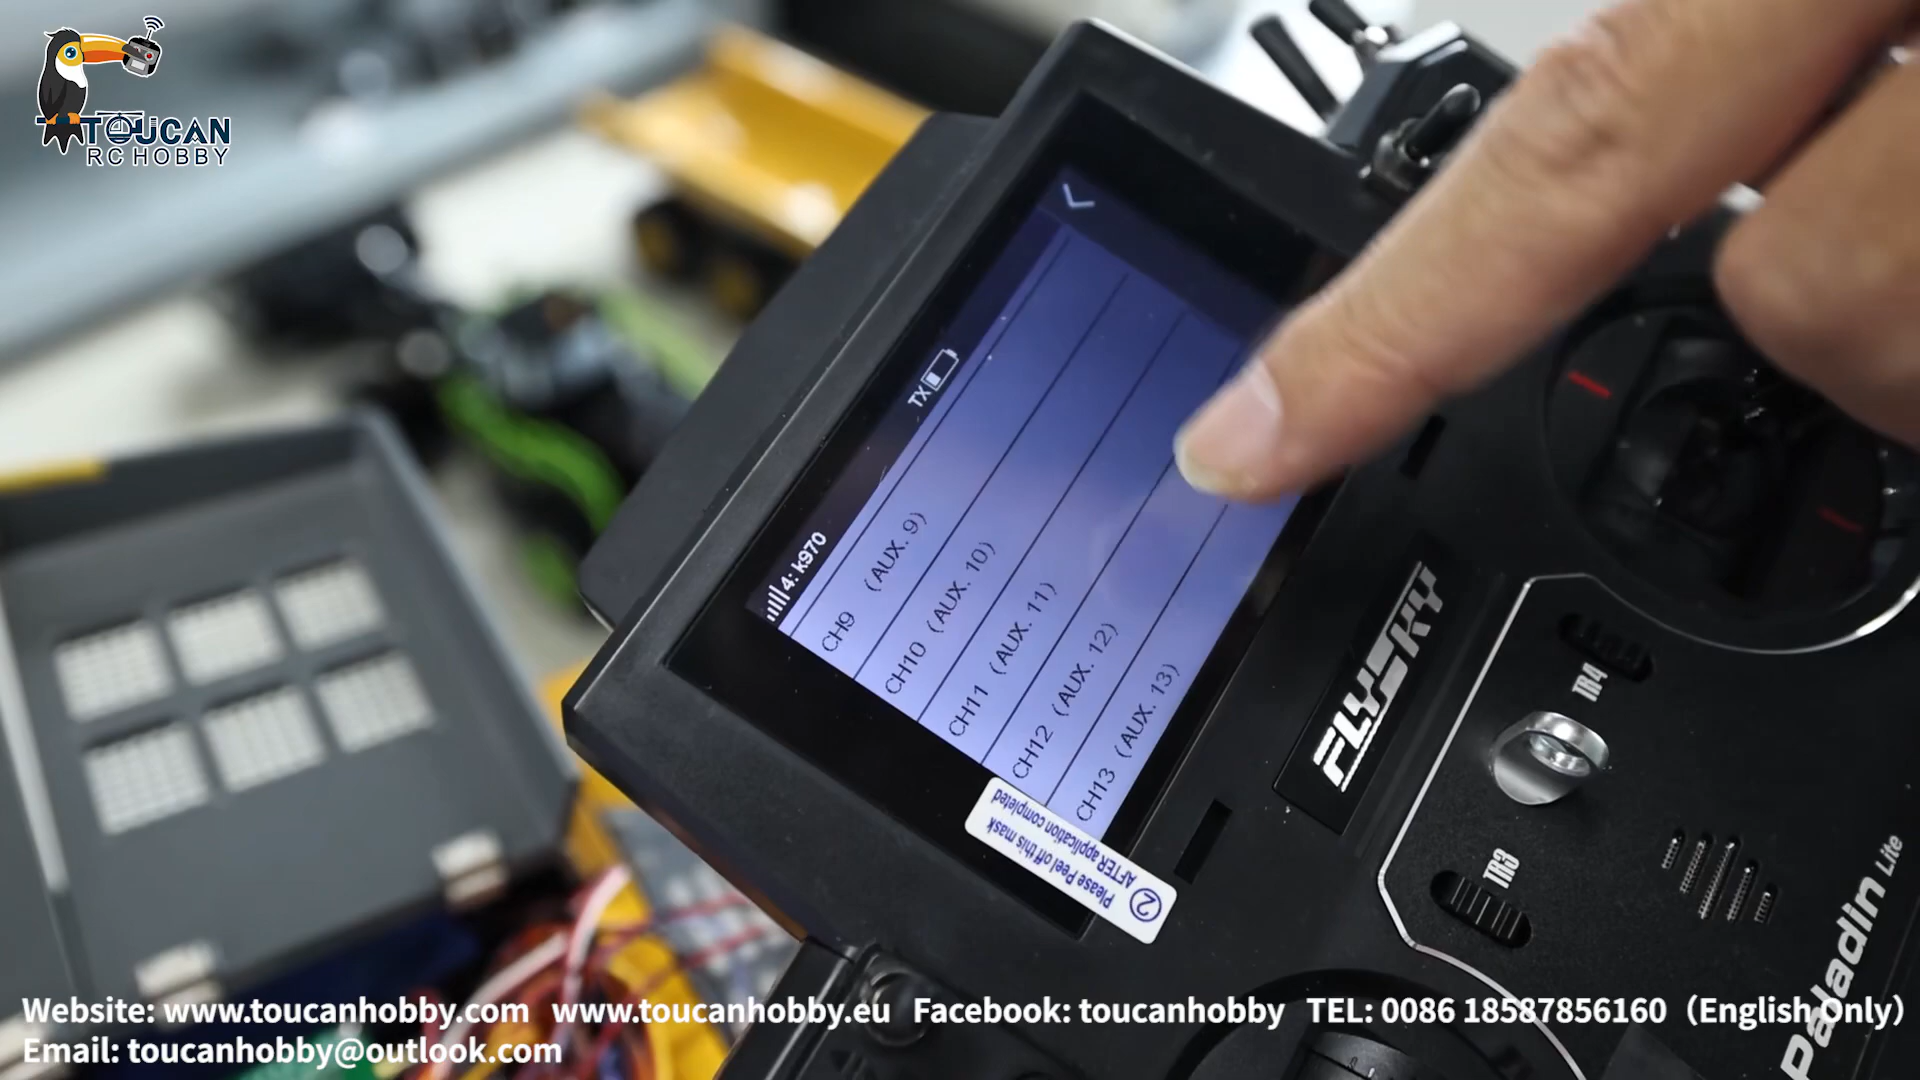 TOUCAN
RC HOBBY
4: k970
TX
CH9 (AUX. 9)
CH10 (AUX. 10)
CH11 (AUX. 11)
CH12 (AUX. 12)
CH13 (AUX. 13)
② Please Peel off this mask
AFTER application completed
FLYSKY
TR4
TR3
Paladin Lite
Website: www.toucanhobby.com www.toucanhobby.eu Facebook: toucanhobby TEL: 0086 18587856160（English Only）
Email: toucanhobby@outlook.com